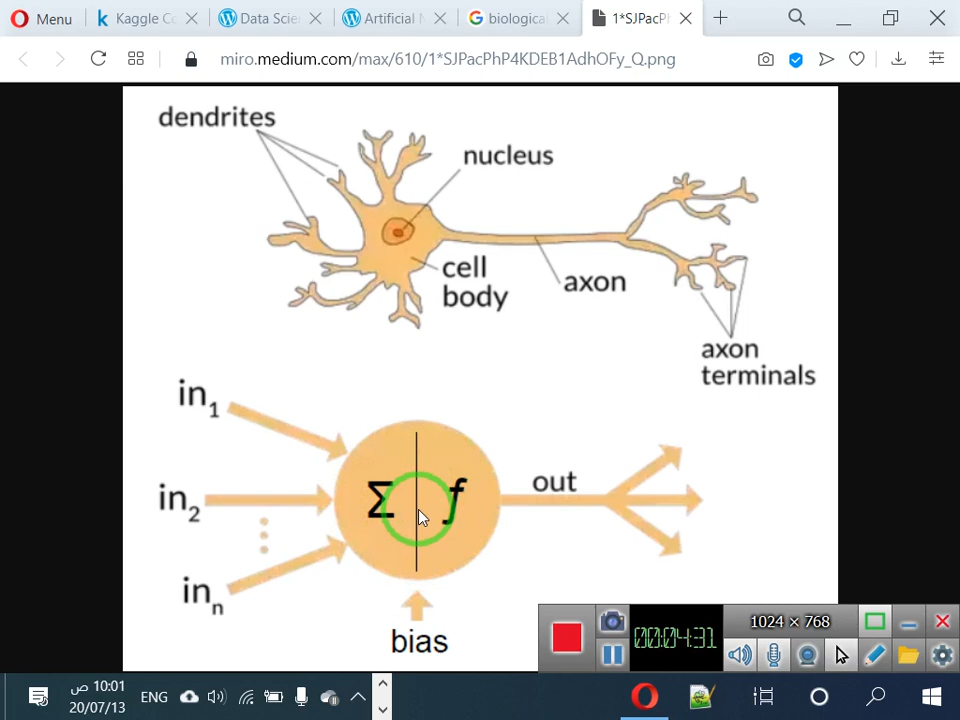 Menu
Kaggle Co
Data Scien
Artificial N
biological
1*SJPacPh
miro.medium.com/max/610/1*SJPacPhP4KDEB1AdhOFy_Q.png
dendrites
nucleus
cell
body
axon
axon
terminals
in1
in2
inn
Σ f
out
bias
00:04:31
1024 × 768
10:01 ص
20/07/13
ENG